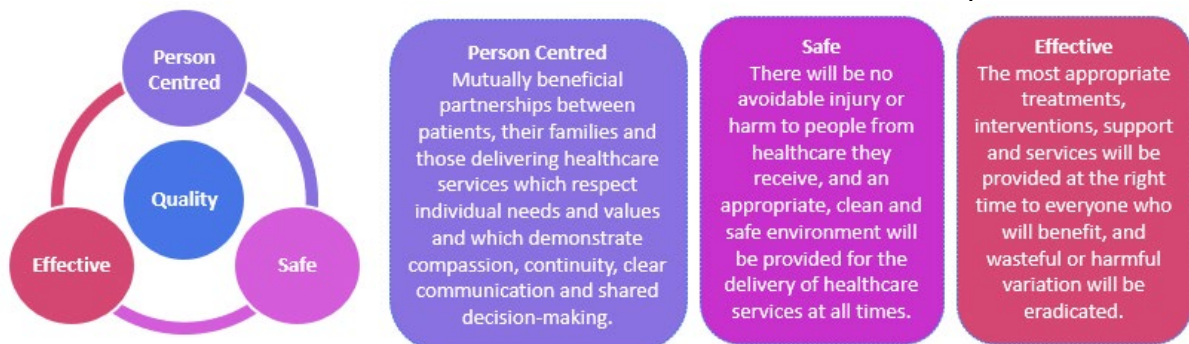 Person
Centred
Quality
Effective
Safe
Person Centred
Mutually beneficial
partnerships between
patients, their families and
those delivering healthcare
services which respect
individual needs and values
and which demonstrate
compassion, continuity, clear
communication and shared
decision-making.
Safe
There will be no
avoidable injury or
harm to people from
healthcare they
receive, and an
appropriate, clean and
safe environment will
be provided for the
delivery of healthcare
services at all times.
Effective
The most appropriate
treatments,
interventions, support
and services will be
provided at the right
time to everyone who
will benefit, and
wasteful or harmful
variation will be
eradicated.